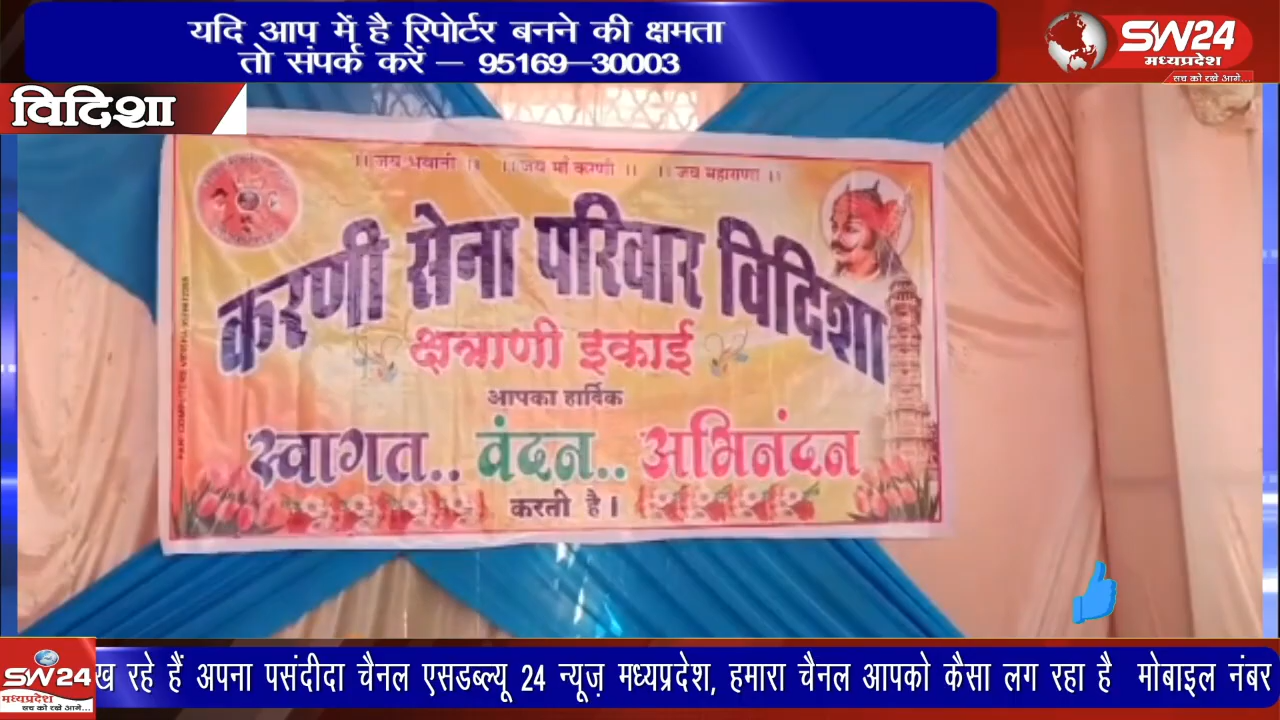 यदि आप में है रिपोर्टर बनने की क्षमता
तो संपर्क करें – 95169–30003
SW24
मध्यप्रदेश
सच को रखे आगे...
विदिशा
।। जय भवानी ।। ।। जय माँ करणी ।। ।। जय महाराणा ।।
करणी सेना परिवार विदिशा
क्षत्राणी इकाई
आपका हार्दिक
स्वागत.. वंदन.. अभिनंदन
करती है।
SW24
मध्यप्रदेश
सच को रखे आगे...
ख रहे हैं अपना पसंदीदा चैनल एसडब्ल्यू 24 न्यूज़ मध्यप्रदेश, हमारा चैनल आपको कैसा लग रहा है मोबाइल नंबर